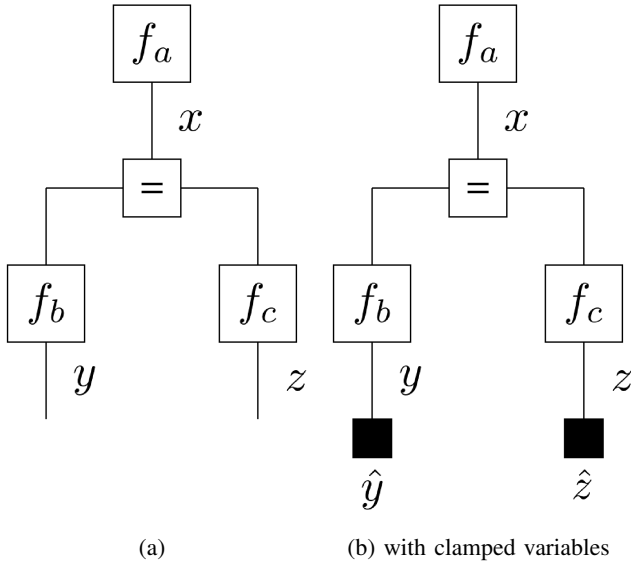 f_a f_a
x x
= =
f_b f_c f_b f_c
y z y z
ŷ ẑ
(a) (b) with clamped variables